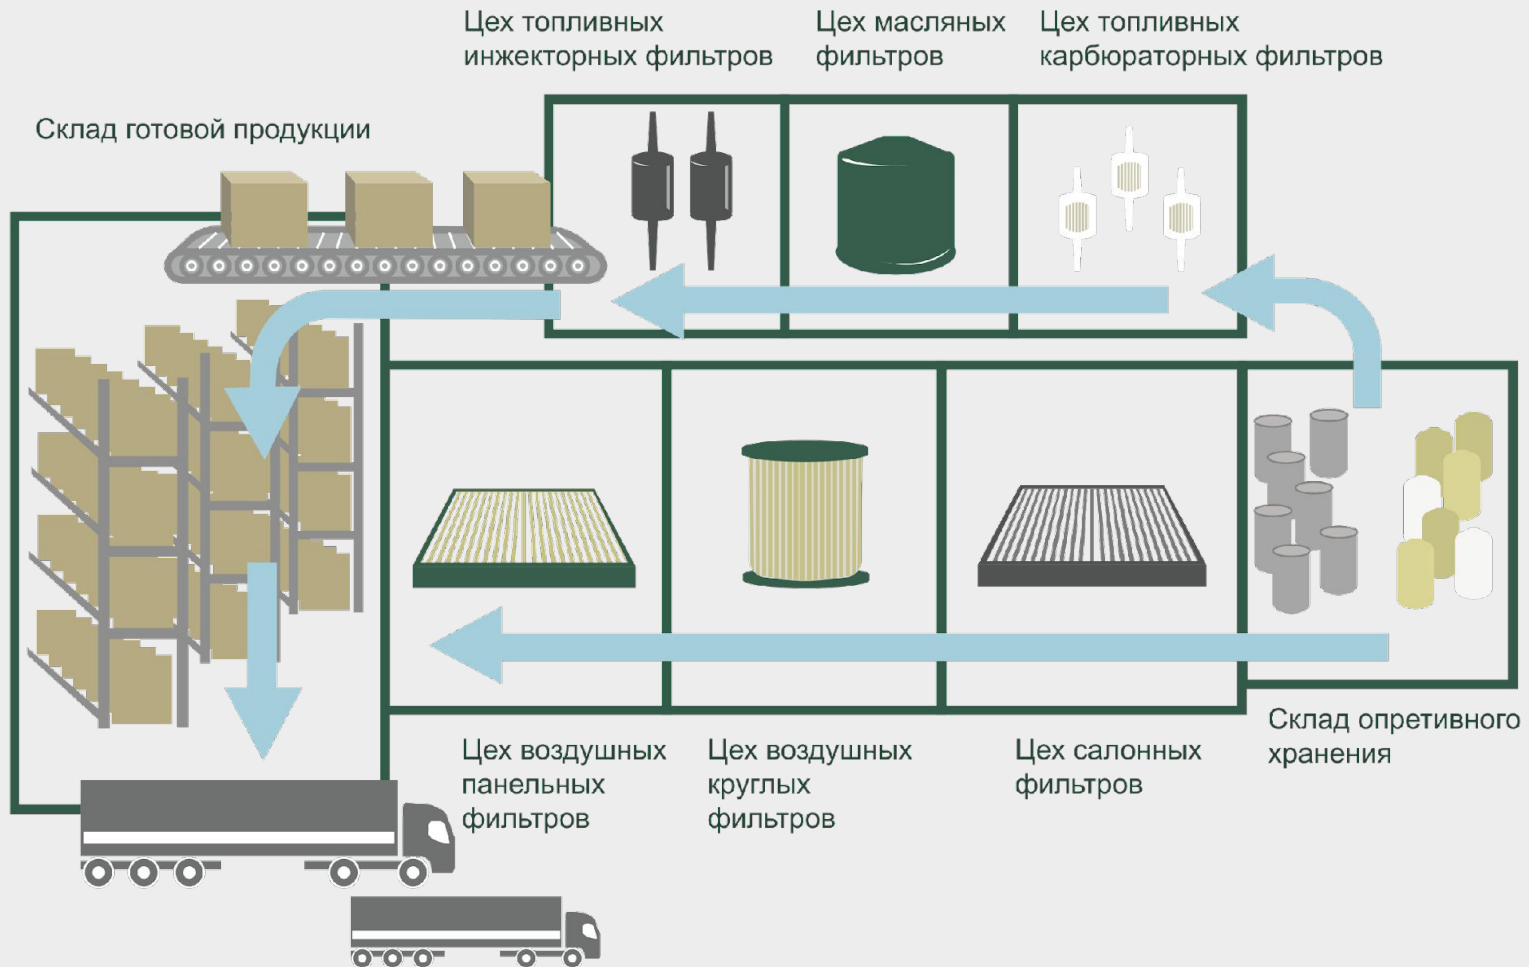 Цех топливных
инжекторных фильтров
Цех масляных
фильтров
Цех топливных
карбюраторных фильтров
Склад готовой продукции
Склад опретивного
хранения
Цех воздушных
панельных
фильтров
Цех воздушных
круглых
фильтров
Цех салонных
фильтров